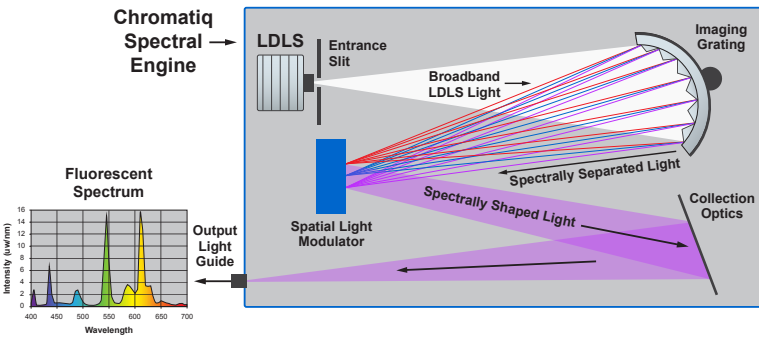 Chromatiq
Spectral
Engine
LDLS
Entrance
Slit
Broadband
LDLS Light
Imaging
Grating
Spectrally Separated Light
Spectrally Shaped Light
Collection
Optics
Spatial Light
Modulator
Output
Light
Guide
Fluorescent
Spectrum
Intensity (uw/nm)
16
14
12
10
8
6
4
2
0
400 450 500 550 600 650 700
Wavelength